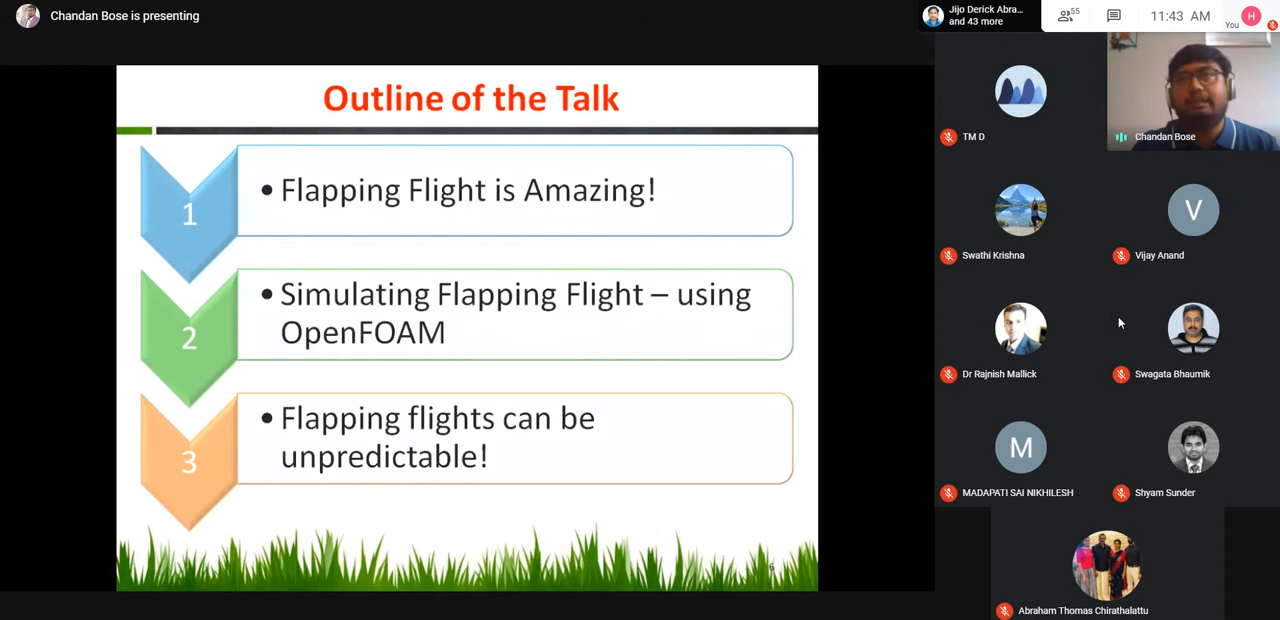 Chandan Bose is presenting
Jijo Derick Abra...
and 43 more
55
11:43 AM
You
H
Outline of the Talk
1
• Flapping Flight is Amazing!
2
• Simulating Flapping Flight – using
OpenFOAM
3
• Flapping flights can be
unpredictable!
6
TM D
Chandan Bose
Swathi Krishna
V
Vijay Anand
Dr Rajnish Mallick
Swagata Bhaumik
M
MADAPATI SAI NIKHILESH
Shyam Sunder
Abraham Thomas Chirathalattu